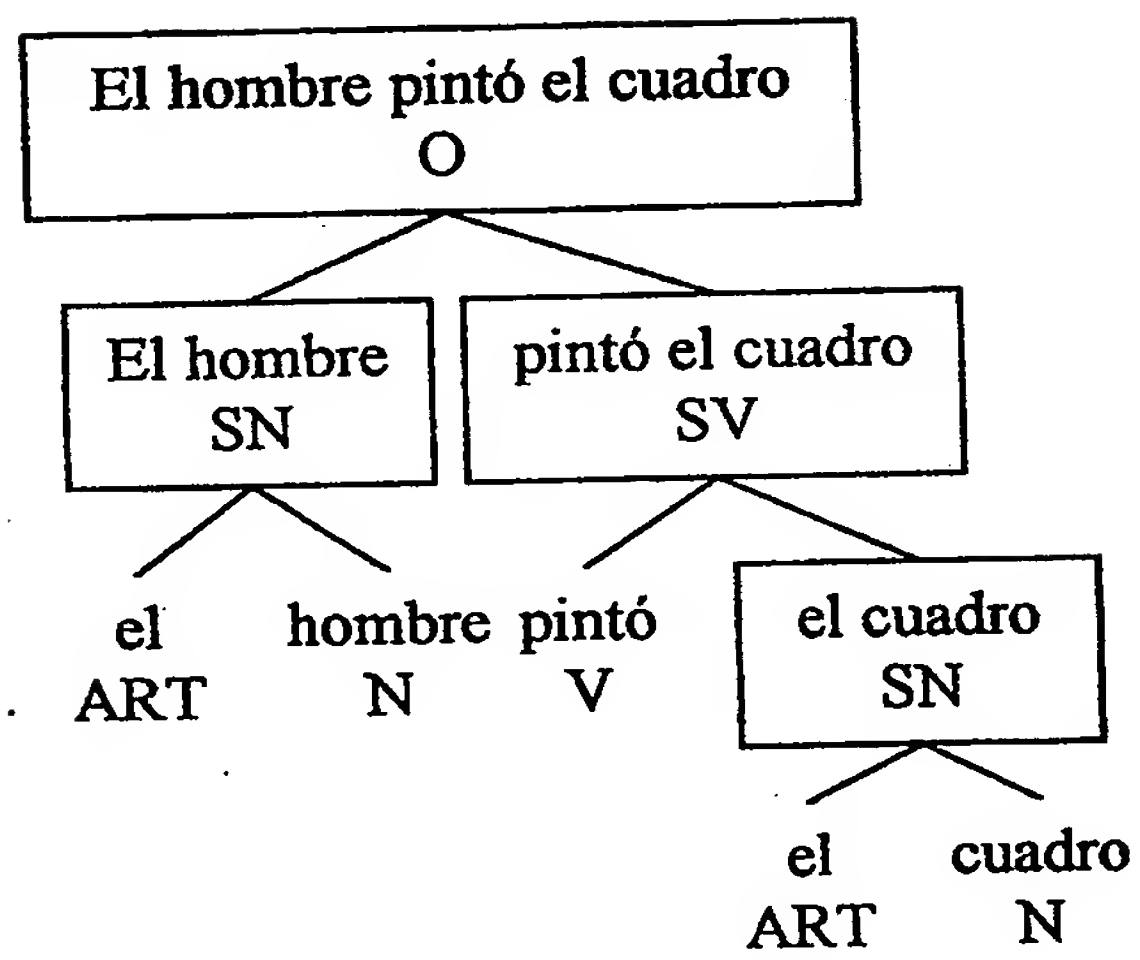 El hombre pintó el cuadro
O
El hombre
SN
pintó el cuadro
SV
el
ART
hombre
N
pintó
V
el cuadro
SN
el
ART
cuadro
N